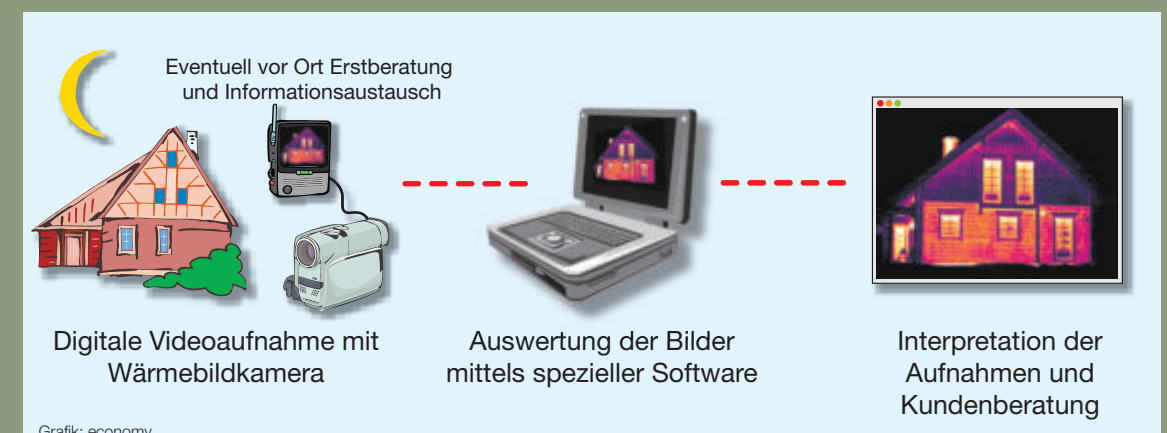 Eventuell vor Ort Erstberatung
und Informationsaustausch
Digitale Videoaufnahme mit
Wärmebildkamera
Auswertung der Bilder
mittels spezieller Software
Interpretation der
Aufnahmen und
Kundenberatung
Grafik: economy